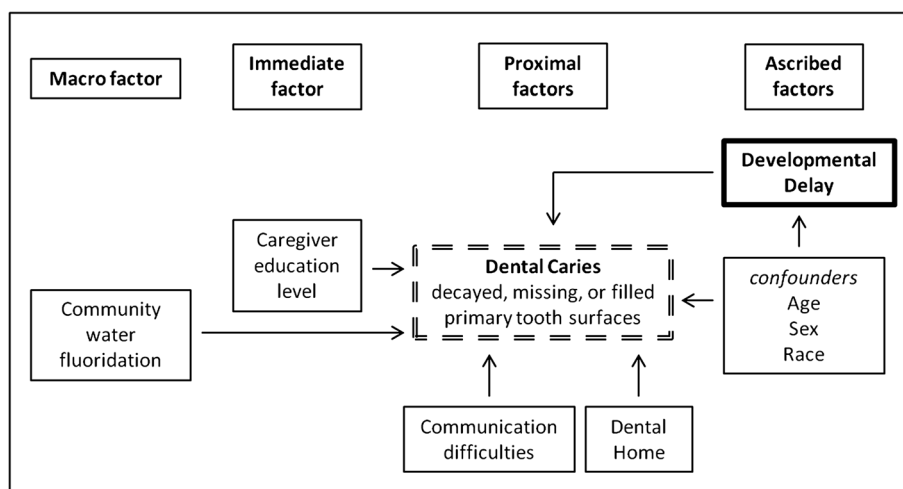 Macro factor
Immediate
factor
Proximal
factors
Ascribed
factors
Developmental
Delay
Caregiver
education
level
Dental Caries
decayed, missing, or filled
primary tooth surfaces
confounders
Age
Sex
Race
Community
water
fluoridation
Communication
difficulties
Dental
Home